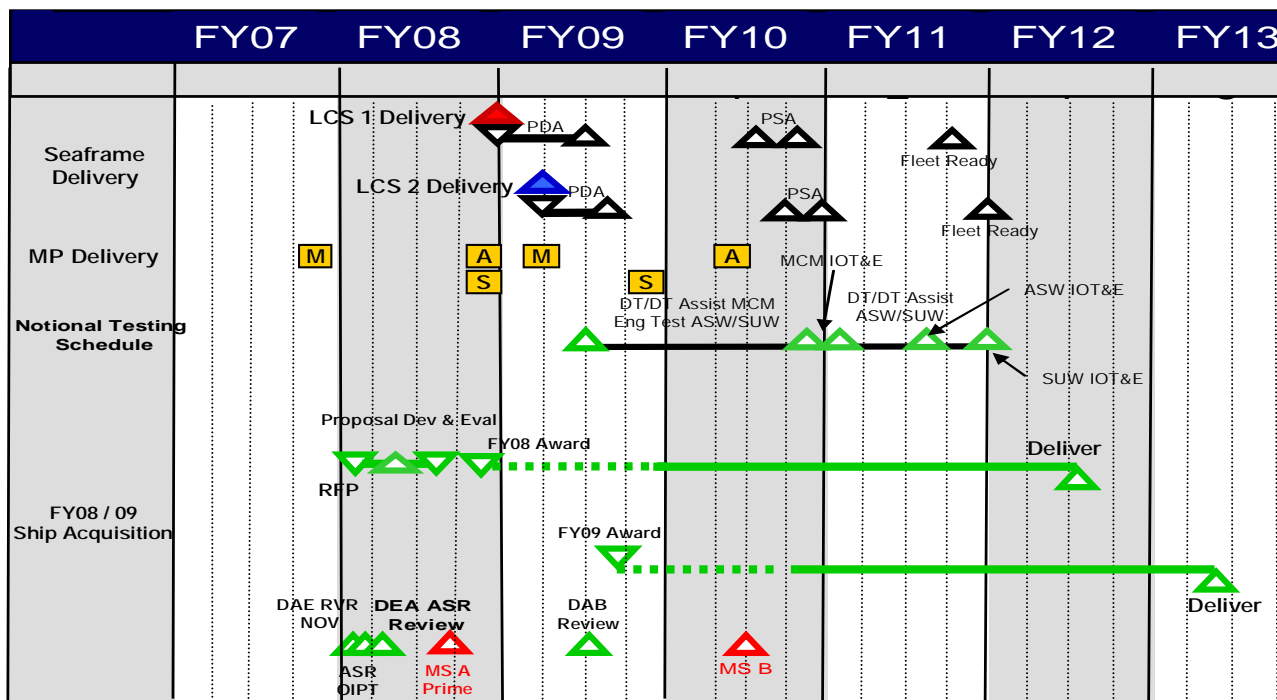 FY07 FY08 FY09 FY10 FY11 FY12 FY13
LCS 1 Delivery
PDA
PSA
Seaframe
Delivery
Fleet Ready
LCS 2 Delivery
PDA
PSA
Fleet Ready
MP Delivery
M A M A
S S
MCM IOT&E
ASW IOT&E
DT/DT Assist MCM
Eng Test ASW/SUW
DT/DT Assist
ASW/SUW
Notional Testing
Schedule
SUW IOT&E
Proposal Dev & Eval
FY08 Award
Deliver
RFP
FY08 / 09
Ship Acquisition
FY09 Award
Deliver
DAE RVR
NOV
DEA ASR
Review
DAB
Review
ASR
OIPT
MS A
Prime
MS B